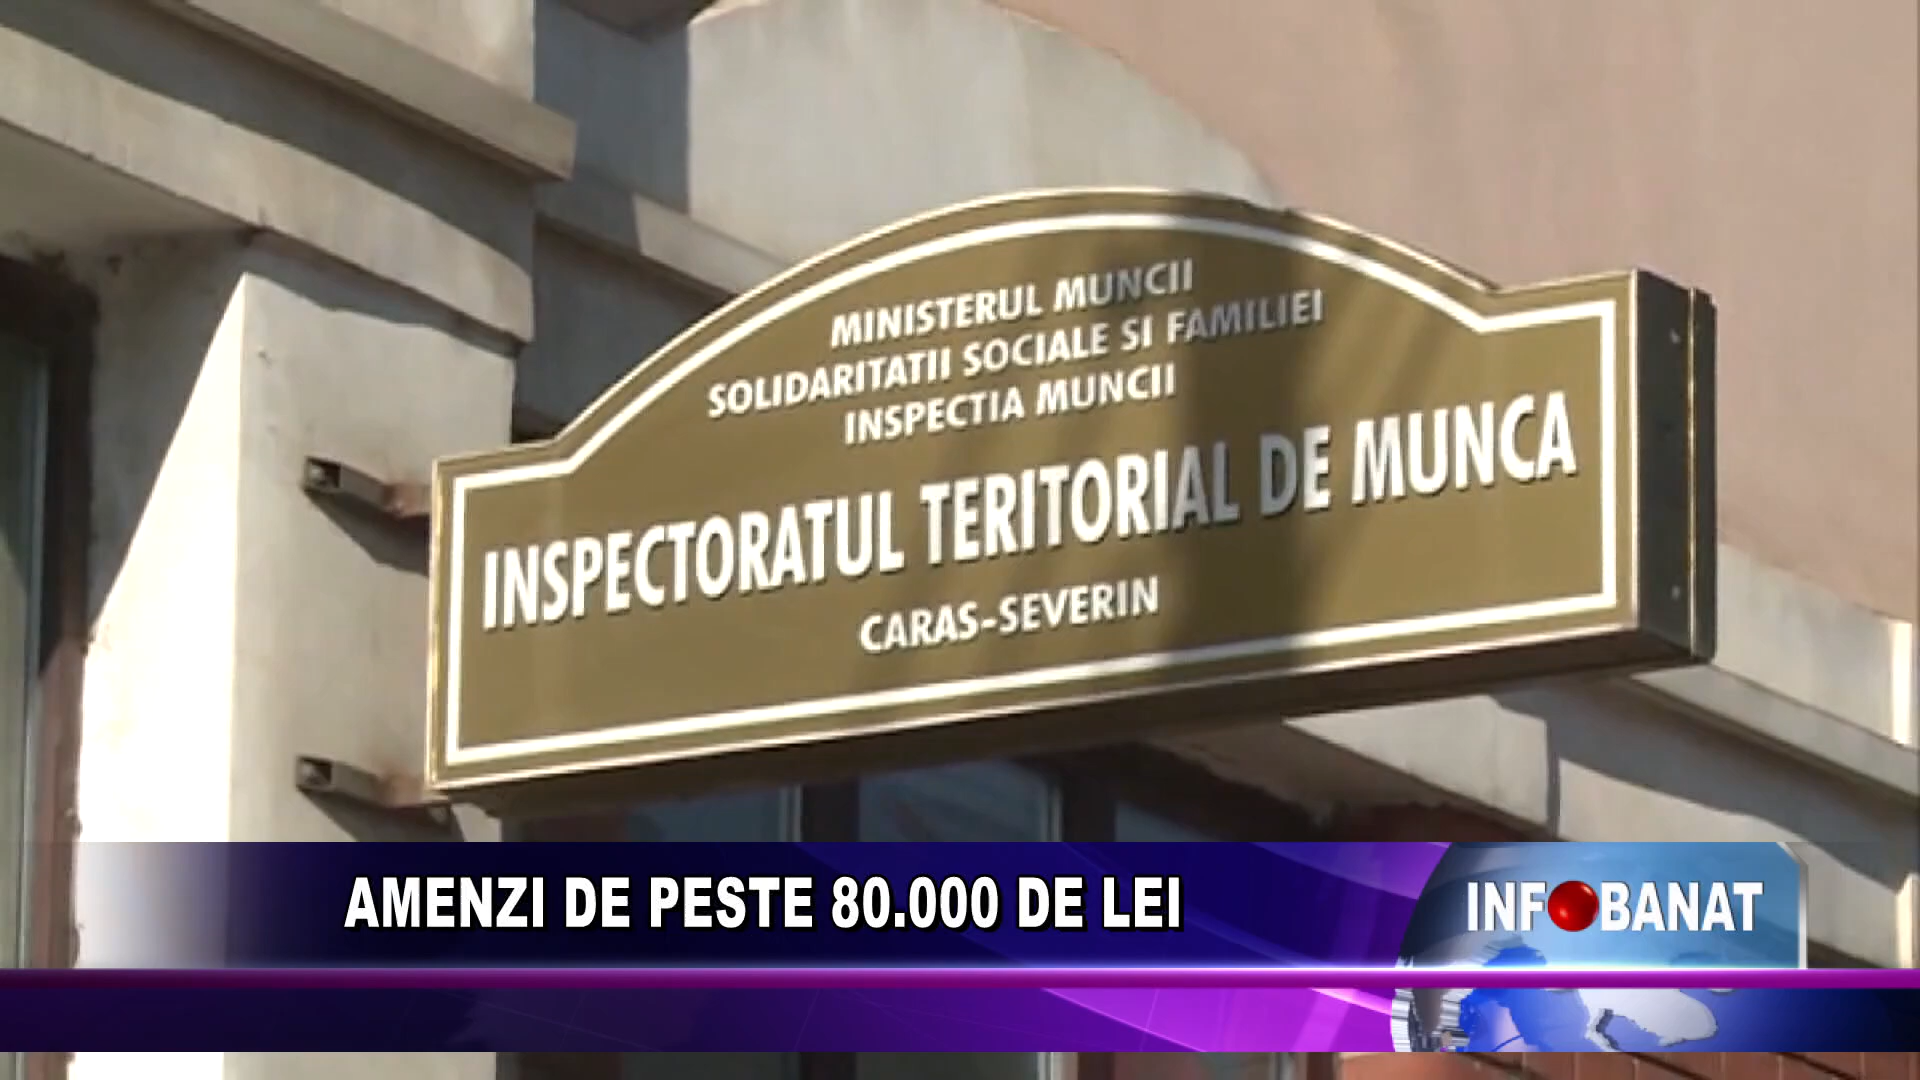 MINISTERUL MUNCII
SOLIDARITATII SOCIALE SI FAMILIEI
INSPECTIA MUNCII
INSPECTORATUL TERITORIAL DE MUNCA
CARAS-SEVERIN
AMENZI DE PESTE 80.000 DE LEI
INFOBANAT